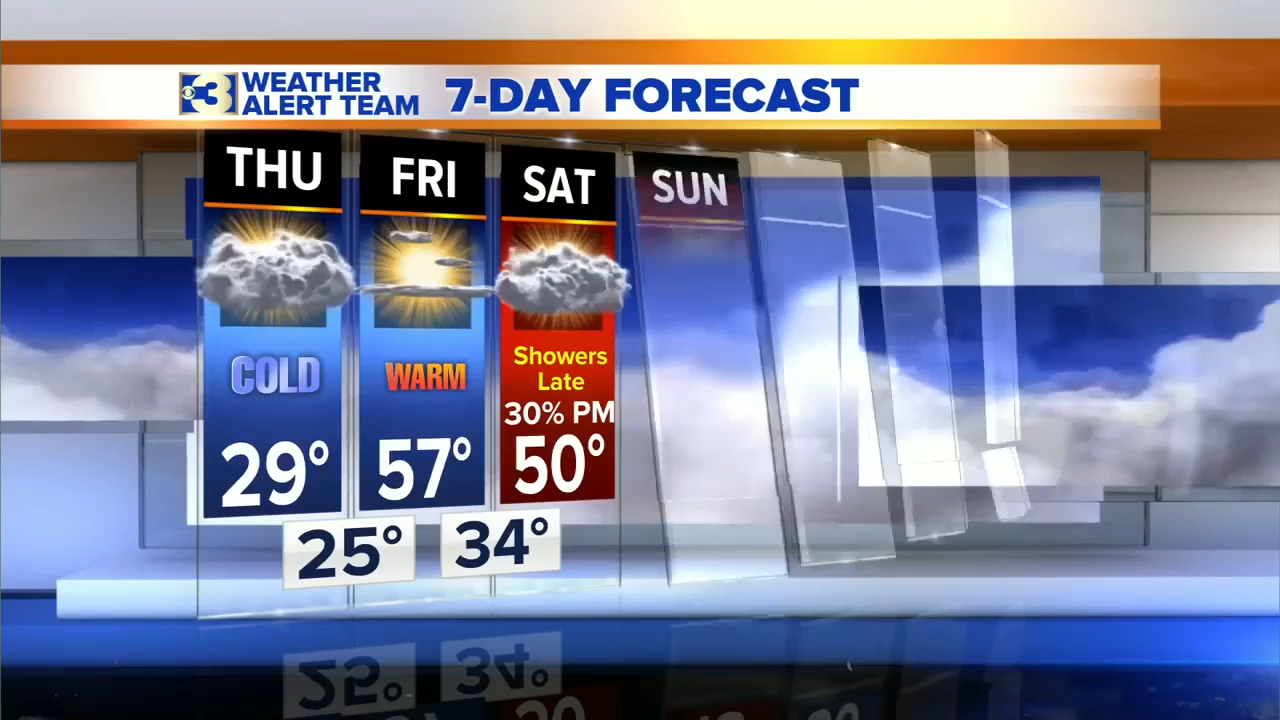 3 WEATHER
ALERT TEAM
7-DAY FORECAST
THU
FRI
SAT
SUN
COLD
WARM
Showers
Late
30% PM
29°
57°
50°
25°
34°